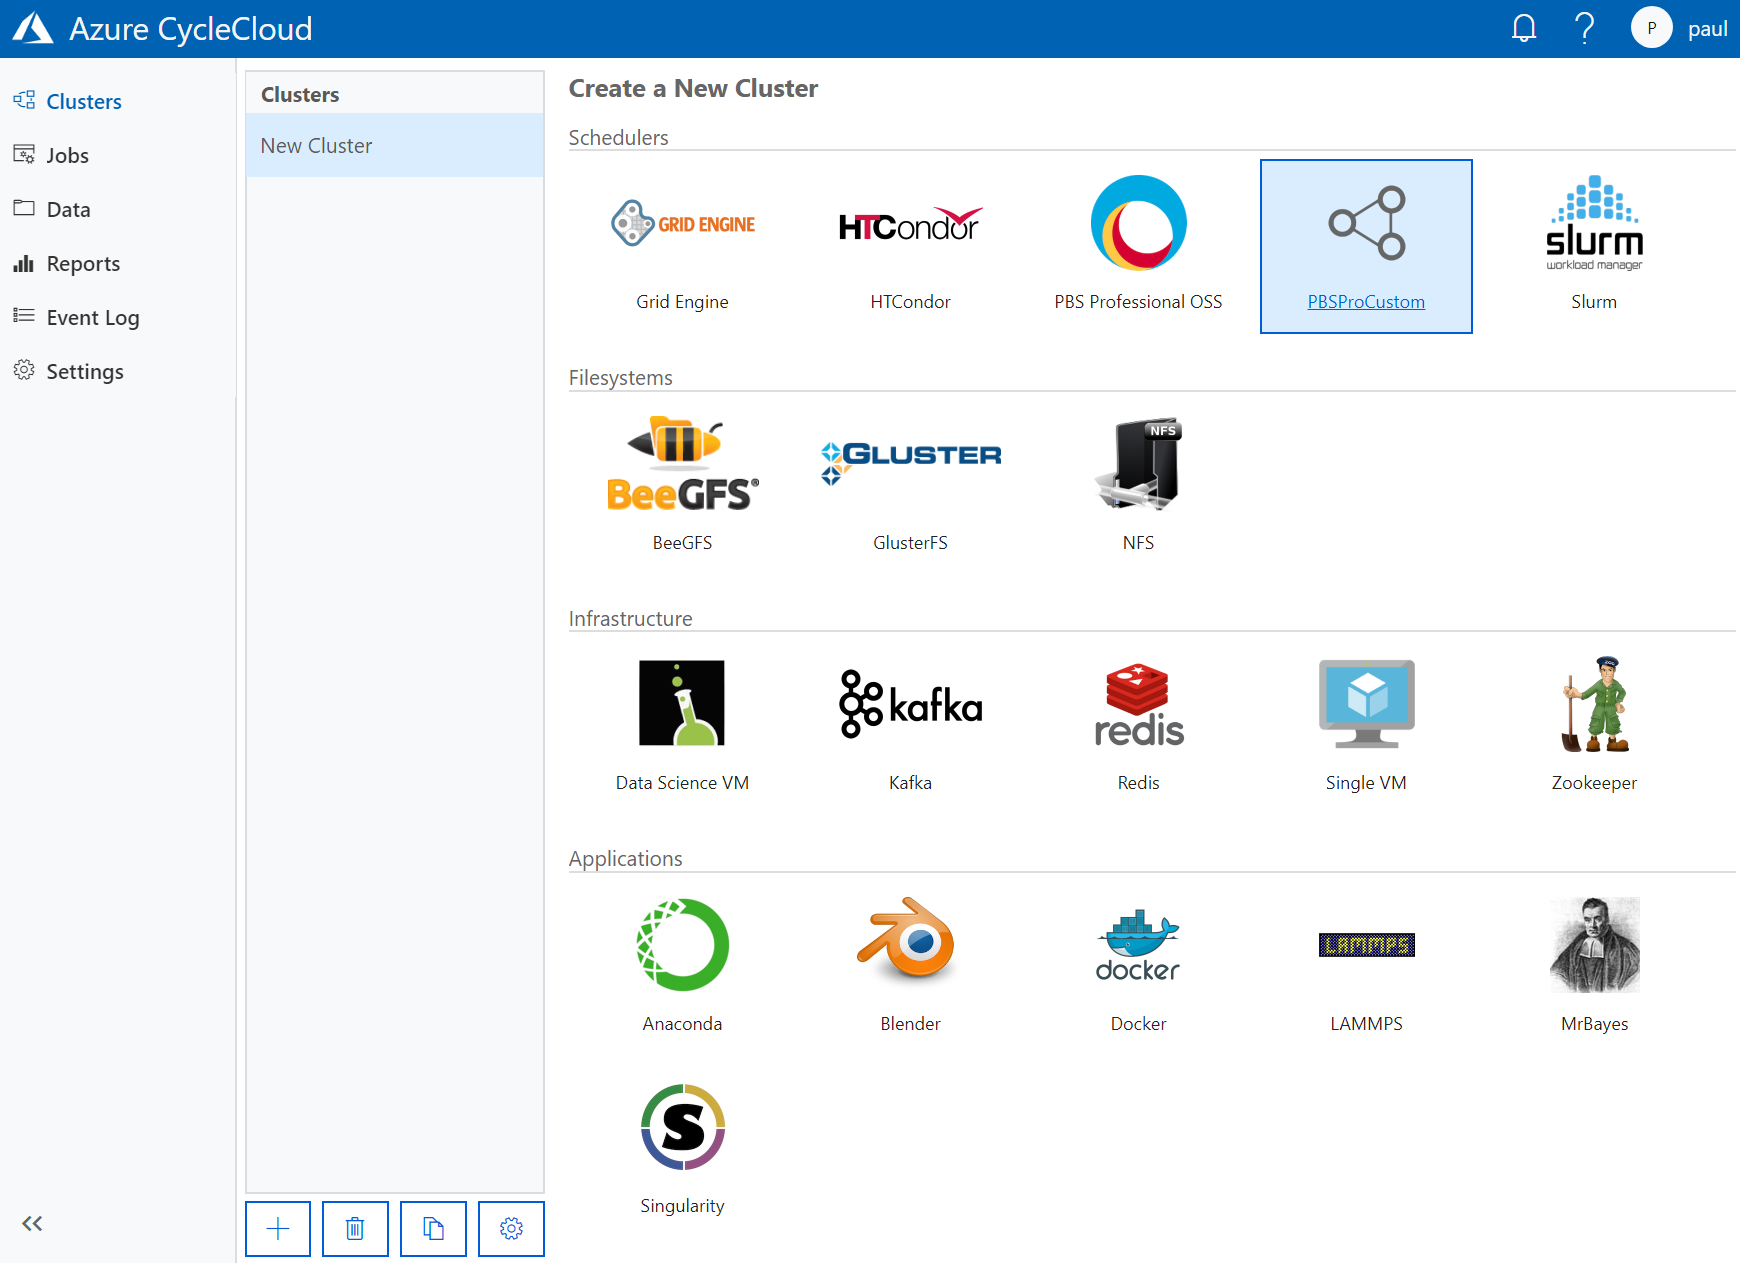 Azure CycleCloud
P
paul
Clusters
Jobs
Data
Reports
Event Log
Settings
Clusters
New Cluster
Create a New Cluster
Schedulers
GRID ENGINE
HTCondor
slurm
workload manager
Grid Engine
HTCondor
PBS Professional OSS
PBSProCustom
Slurm
Filesystems
BeeGFS®
GLUSTER
NFS
BeeGFS
GlusterFS
NFS
Infrastructure
kafka
redis
Data Science VM
Kafka
Redis
Single VM
Zookeeper
Applications
docker
LAMMPS
Anaconda
Blender
Docker
LAMMPS
MrBayes
S
Singularity